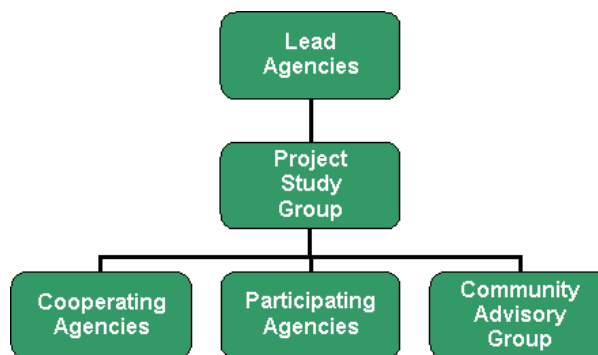 Lead
Agencies
Project
Study
Group
Cooperating
Agencies
Participating
Agencies
Community
Advisory
Group